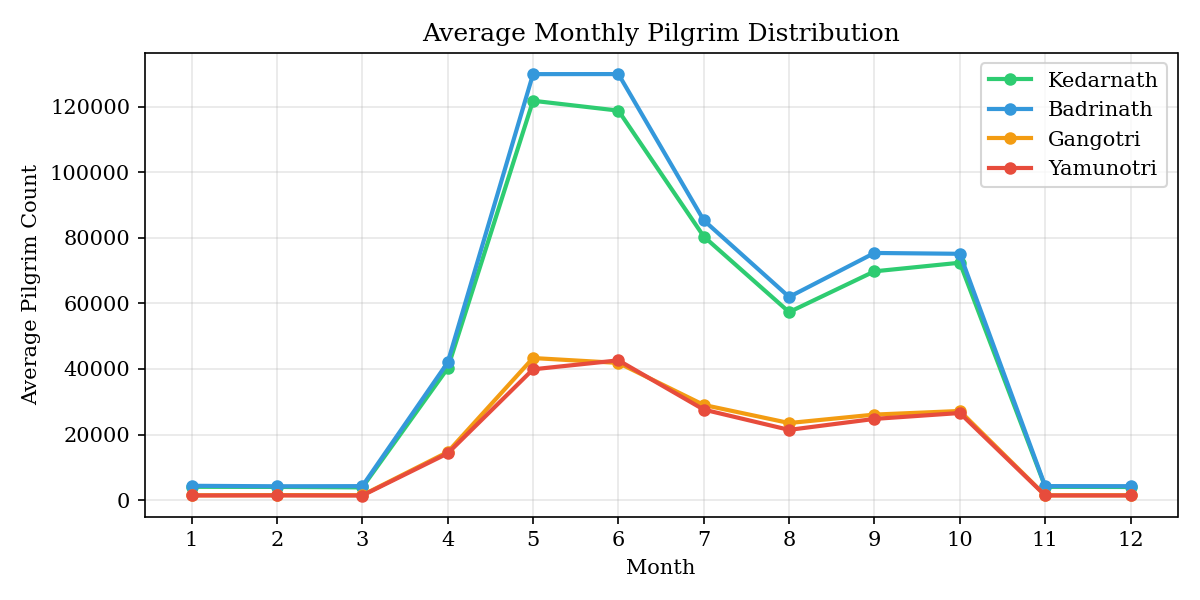 Average Monthly Pilgrim Distribution
Kedarnath
Badrinath
Gangotri
Yamunotri
Average Pilgrim Count
120000
100000
80000
60000
40000
20000
0
1 2 3 4 5 6 7 8 9 10 11 12
Month